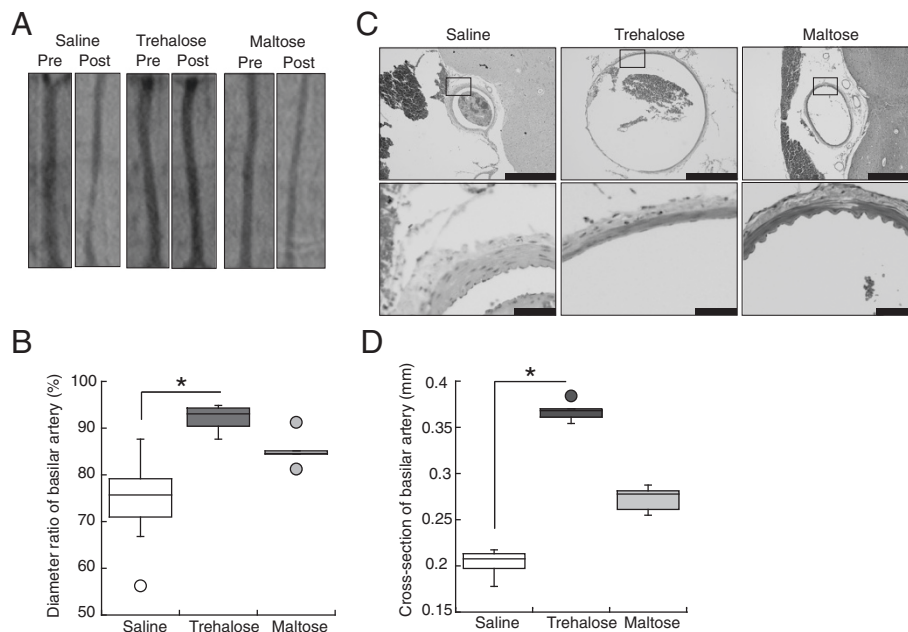 A
Saline Trehalose Maltose
Pre Post Pre Post Pre Post
C
Saline Trehalose Maltose
B
Diameter ratio of basilar artery (%)
100
90
80
70
60
50
*
Saline Trehalose Maltose
D
Cross-section of basilar artery (mm)
0.4
0.35
0.3
0.25
0.2
0.15
*
Saline Trehalose Maltose